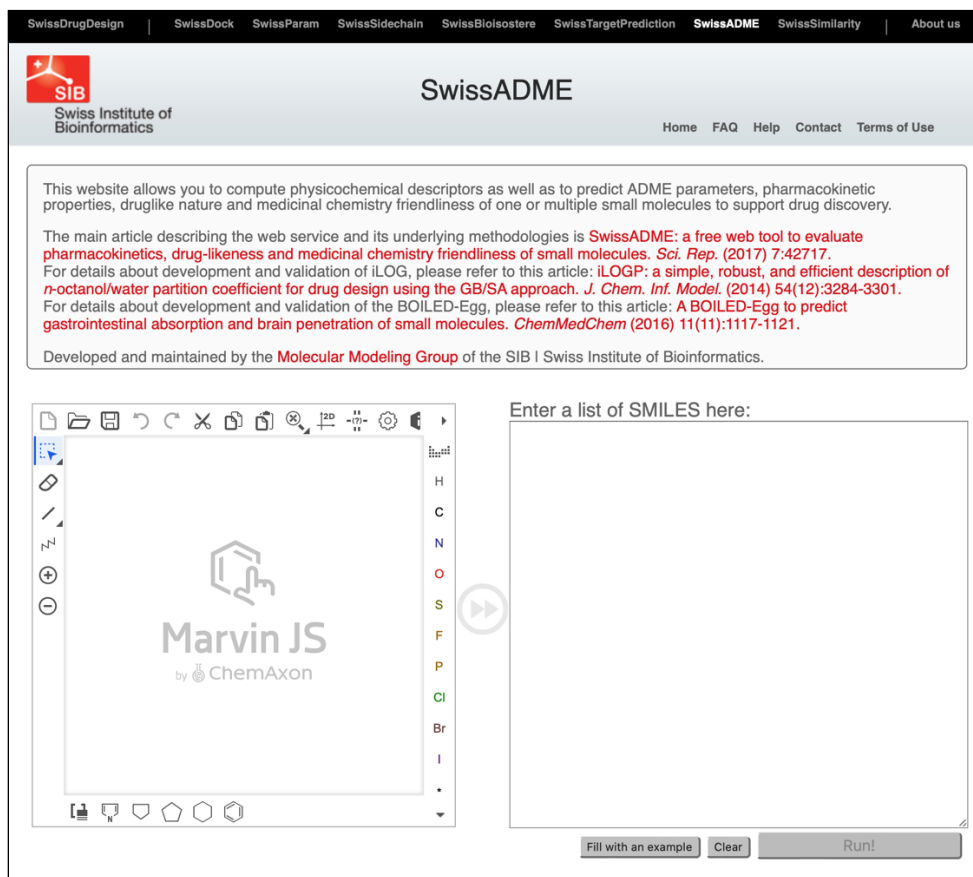 SwissDrugDesign | SwissDock SwissParam SwissSidechain SwissBioisostere SwissTargetPrediction SwissADME SwissSimilarity | About us
SIB
Swiss Institute of
Bioinformatics
SwissADME
Home FAQ Help Contact Terms of Use
This website allows you to compute physicochemical descriptors as well as to predict ADME parameters, pharmacokinetic
properties, druglike nature and medicinal chemistry friendliness of one or multiple small molecules to support drug discovery.
The main article describing the web service and its underlying methodologies is SwissADME: a free web tool to evaluate
pharmacokinetics, drug-likeness and medicinal chemistry friendliness of small molecules. Sci. Rep. (2017) 7:42717.
For details about development and validation of iLOG, please refer to this article: iLOGP: a simple, robust, and efficient description of
n-octanol/water partition coefficient for drug design using the GB/SA approach. J. Chem. Inf. Model. (2014) 54(12):3284-3301.
For details about development and validation of the BOILED-Egg, please refer to this article: A BOILED-Egg to predict
gastrointestinal absorption and brain penetration of small molecules. ChemMedChem (2016) 11(11):1117-1121.
Developed and maintained by the Molecular Modeling Group of the SIB | Swiss Institute of Bioinformatics.
2D
(?)
H
C
N
O
S
F
P
Cl
Br
I
*
Marvin JS
by ChemAxon
N
Enter a list of SMILES here:
Fill with an example Clear Run!